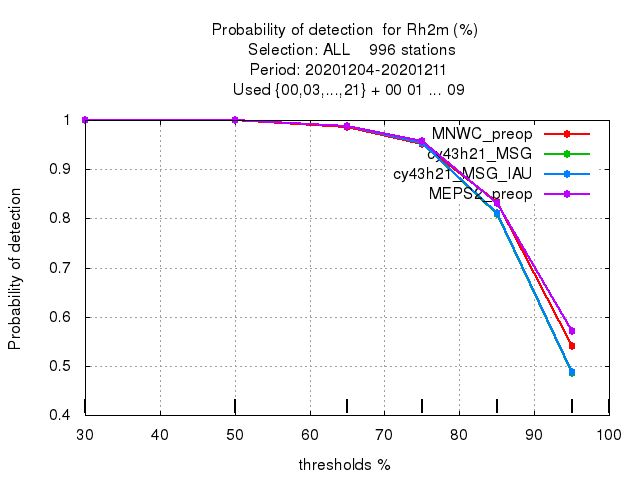 Probability of detection  for Rh2m (%)
Selection: ALL    996 stations
Period: 20201204-20201211
Used {00,03,...,21} + 00 01 ... 09
MNWC_preop
cy43h21_MSG
cy43h21_MSG_IAU
MEPS2_preop
1
0.9
0.8
0.7
0.6
0.5
0.4
Probability of detection
30 40 50 60 70 80 90 100
thresholds %